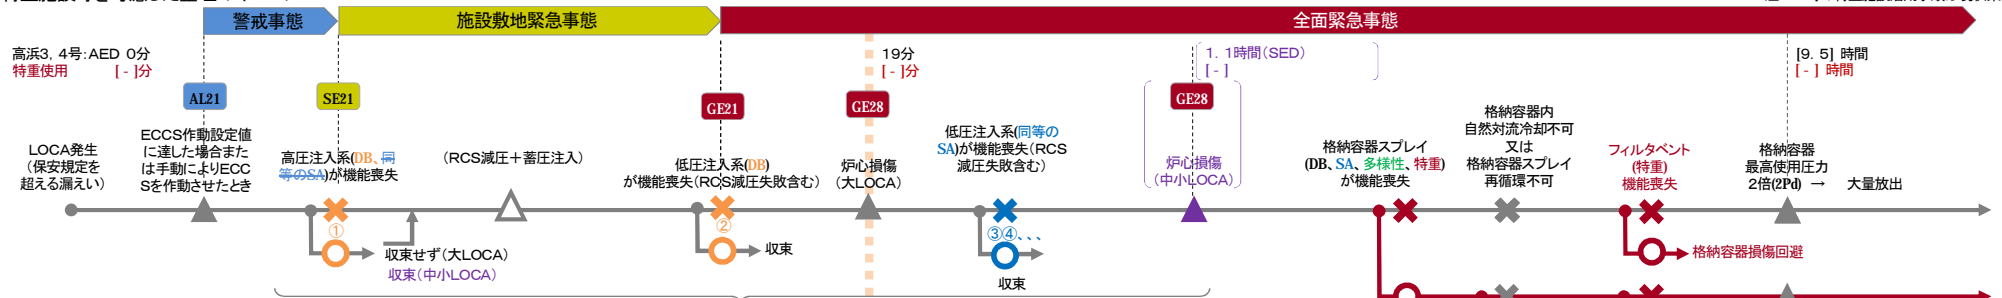 警戒事態
施設敷地緊急事態
全面緊急事態
高浜3, 4号:AED 0分
特重使用 [ - ]分
19分
[ - ]分
1. 1時間(SED)
[ - ]
[9. 5] 時間
[ - ] 時間
AL21
SE21
GE21
GE28
GE28
LOCA発生
(保安規定を
超える漏えい)
ECCS作動設定値
に達した場合また
は手動によりECC
Sを作動させたとき
高圧注入系(DB、同
等のSA)が機能喪失
(RCS減圧+蓄圧注入)
低圧注入系(DB)
が機能喪失(RCS減圧失敗含む)
炉心損傷
(大LOCA)
低圧注入系(同等の
SA)が機能喪失(RCS
減圧失敗含む)
炉心損傷
(中小LOCA)
格納容器スプレイ
(DB、SA、多様性、特重)
が機能喪失
格納容器内
自然対流冷却不可
又は
格納容器スプレイ
再循環不可
フィルタベント
(特重)
機能喪失
格納容器
最高使用圧力
2倍(2Pd) → 大量放出
①
収束せず(大LOCA)
収束(中小LOCA)
②
収束
③④、、、
収束
格納容器損傷回避